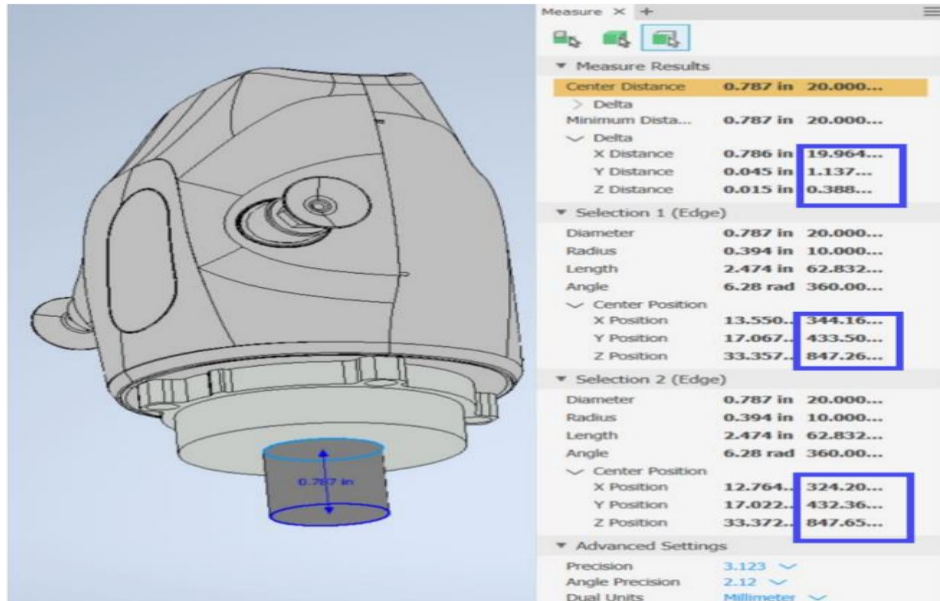 Measure × +
Measure Results
Center Distance 0.787 in 20.000...
Delta
Minimum Dista... 0.787 in 20.000...
Delta
X Distance 0.786 in 19.964...
Y Distance 0.045 in 1.137...
Z Distance 0.015 in 0.388...
Selection 1 (Edge)
Diameter 0.787 in 20.000...
Radius 0.394 in 10.000...
Length 2.474 in 62.832...
Angle 6.28 rad 360.00...
Center Position
X Position 13.550.. 344.16...
Y Position 17.067.. 433.50...
Z Position 33.357.. 847.26...
Selection 2 (Edge)
Diameter 0.787 in 20.000...
Radius 0.394 in 10.000...
Length 2.474 in 62.832...
Angle 6.28 rad 360.00...
Center Position
X Position 12.764.. 324.20...
Y Position 17.022.. 432.36...
Z Position 33.372.. 847.65...
Advanced Settings
Precision 3.123
Angle Precision 2.12
Dual Units Millimeter
0.787 in